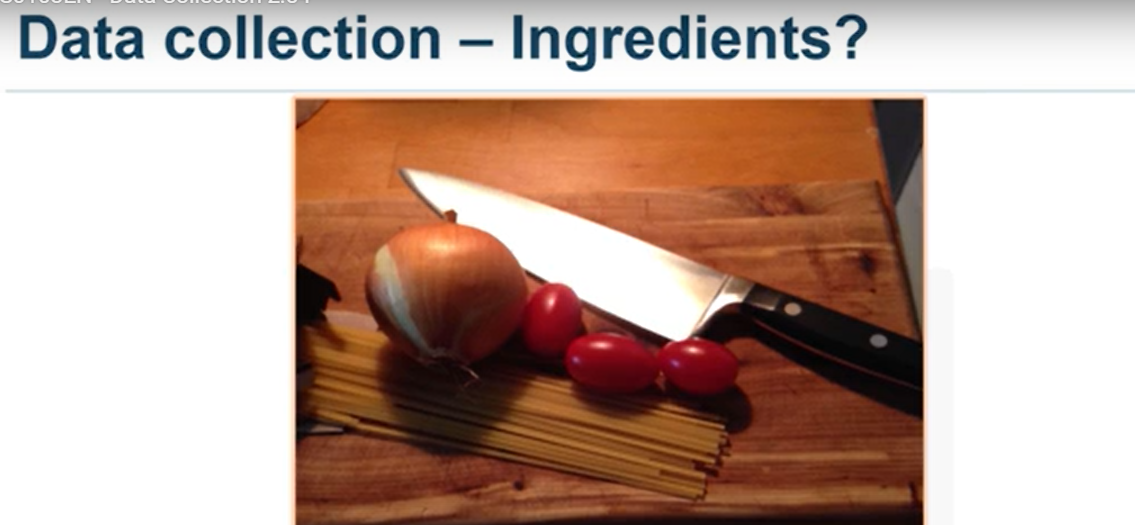 Data collection – Ingredients?